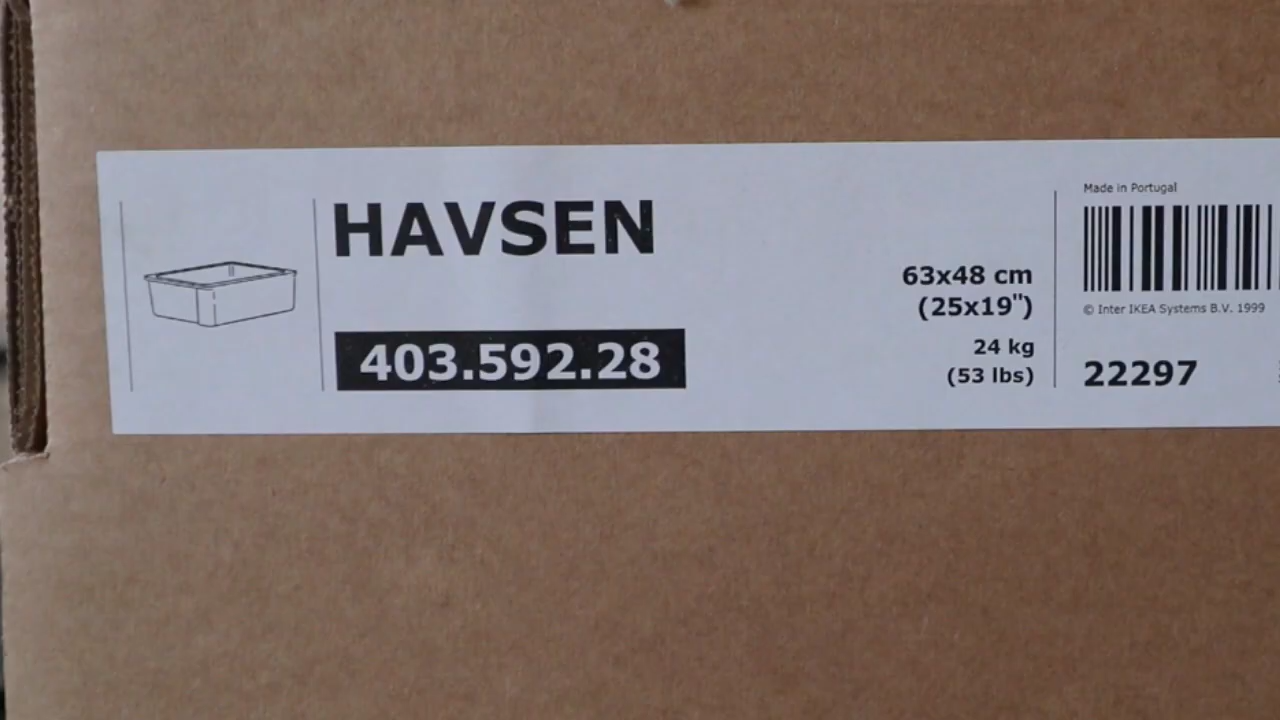 HAVSEN
403.592.28
63x48 cm
(25x19")
24 kg
(53 lbs)
Made in Portugal
© Inter IKEA Systems B.V. 1999
22297